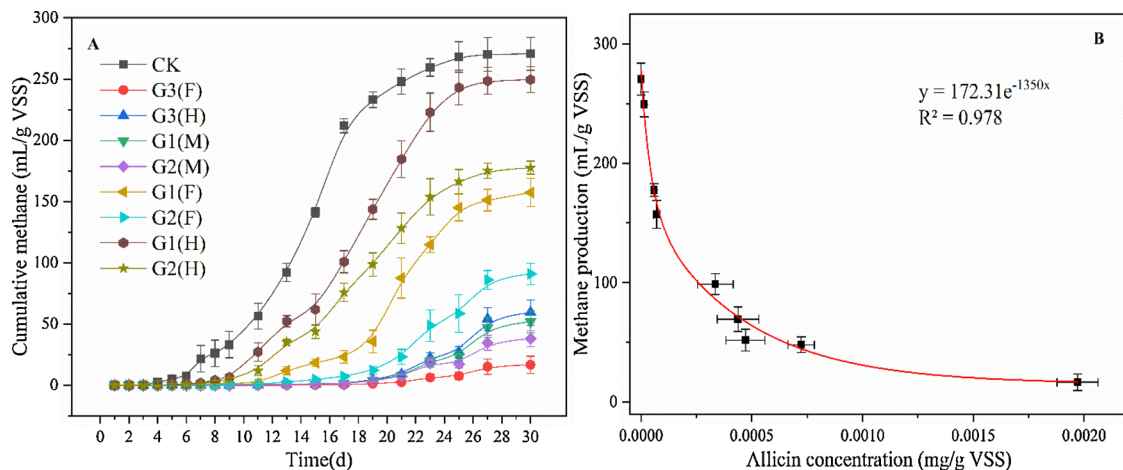 A
CK
G3(F)
G3(H)
G1(M)
G2(M)
G1(F)
G2(F)
G1(H)
G2(H)
Cumulative methane (mL/g VSS)
300
250
200
150
100
50
0
0 2 4 6 8 10 12 14 16 18 20 22 24 26 28 30
Time(d)
B
y = 172.31e^-1350x
R² = 0.978
Methane production (mL/g VSS)
300
200
100
0
0.0000 0.0005 0.0010 0.0015 0.0020
Allicin concentration (mg/g VSS)